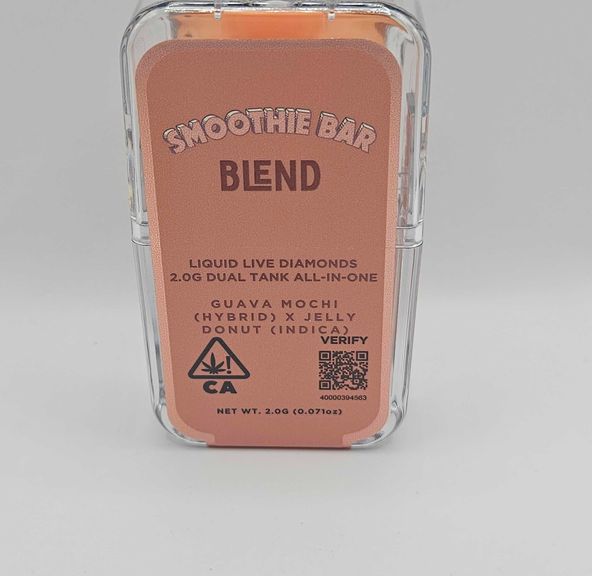 SMOOTHIE BAR
BLEND
LIQUID LIVE DIAMONDS
2.0G DUAL TANK ALL-IN-ONE
GUAVA MOCHI
(HYBRID) X JELLY
DONUT (INDICA)
VERIFY
!
CA
40000394563
NET WT. 2.0G (0.071oz)